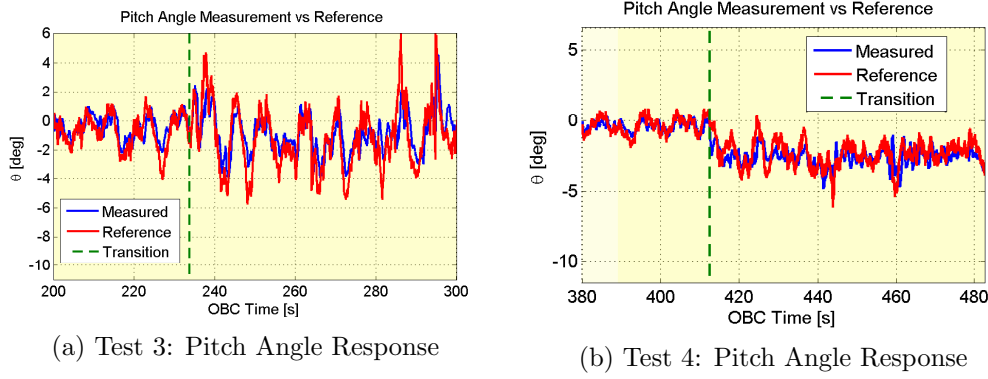 Pitch Angle Measurement vs Reference
6
4
2
0
-2
-4
-6
-8
-10
θ [deg]
Measured
Reference
Transition
200 220 240 260 280 300
OBC Time [s]
(a) Test 3: Pitch Angle Response
Pitch Angle Measurement vs Reference
5
0
-5
-10
θ [deg]
Measured
Reference
Transition
380 400 420 440 460 480
OBC Time [s]
(b) Test 4: Pitch Angle Response